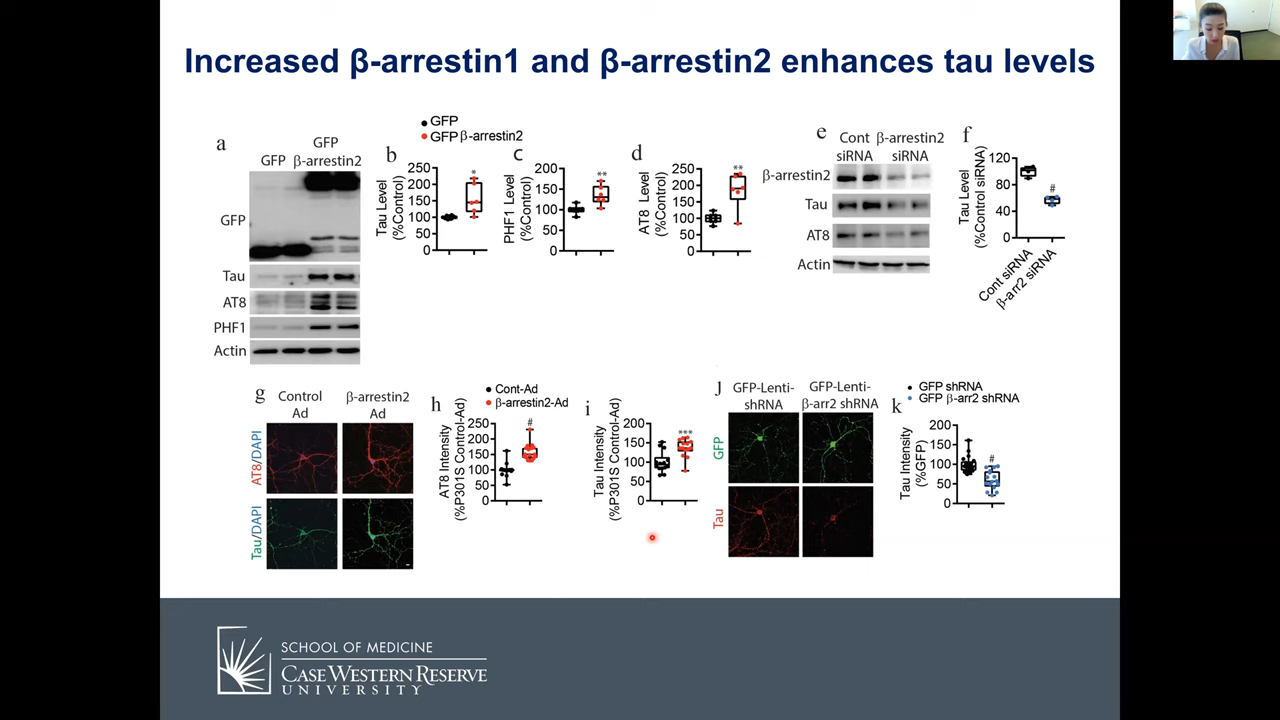 Increased β-arrestin1 and β-arrestin2 enhances tau levels
a
GFP
GFP
β-arrestin2
GFP
Tau
AT8
PHF1
Actin
GFP
GFP β-arrestin2
b
Tau Level
(%Control)
250
200
150
100
50
0
*
c
PHF1 Level
(%Control)
200
150
100
50
0
**
d
AT8 Level
(%Control)
250
200
150
100
50
0
**
e
Cont
siRNA
β-arrestin2
siRNA
β-arrestin2
Tau
AT8
Actin
f
Tau Level
(%Control siRNA)
120
80
40
0
#
Cont siRNA
β-arr2 siRNA
g
Control
Ad
β-arrestin2
Ad
AT8/DAPI
Tau/DAPI
Cont-Ad
β-arrestin2-Ad
h
AT8 Intensity
(%P301S Control-Ad)
250
200
150
100
50
0
#
i
Tau Intensity
(%P301S Control-Ad)
200
150
100
50
0
***
J
GFP-Lenti-
shRNA
GFP-Lenti-
β-arr2 shRNA
GFP
Tau
k
GFP shRNA
GFP β-arr2 shRNA
Tau Intensity
(%GFP)
200
150
100
50
0
#
SCHOOL OF MEDICINE
CASE WESTERN RESERVE
UNIVERSITY